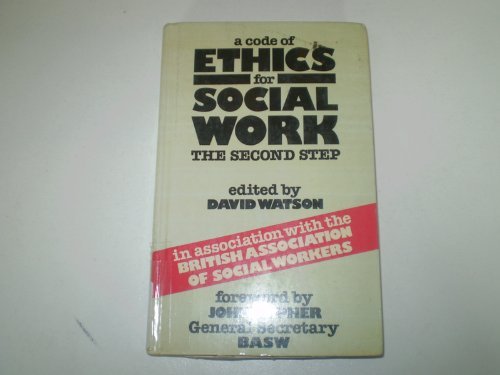 a code of
ETHICS
for
SOCIAL
WORK
THE SECOND STEP
edited by
DAVID WATSON
in association with the
BRITISH ASSOCIATION
OF SOCIAL WORKERS
foreword by
General Secretary
BASW